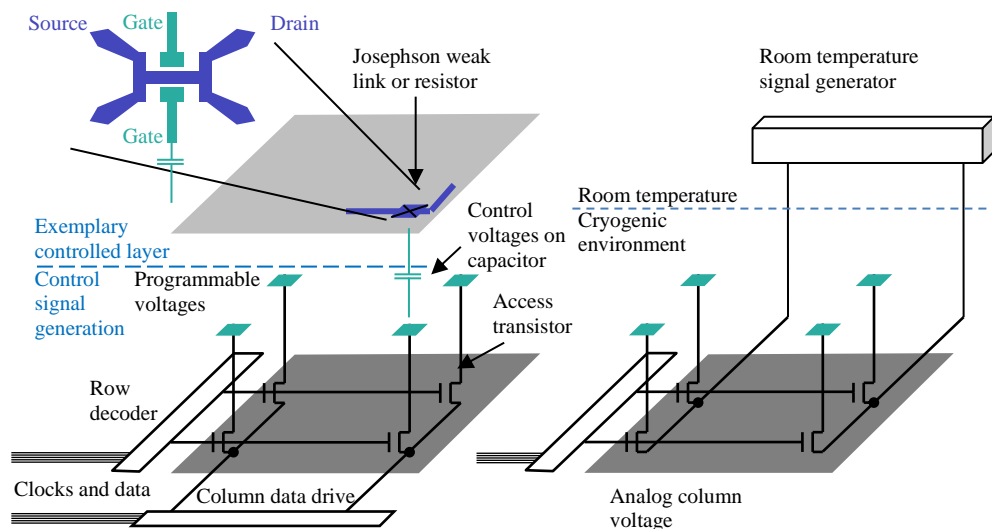 Gate
Source
Drain
Gate
Josephson weak
link or resistor
Exemplary
controlled layer
Control
signal
generation
Programmable
voltages
Control
voltages on
capacitor
Access
transistor
Row
decoder
Clocks and data
Column data drive
Room temperature
signal generator
Room temperature
Cryogenic
environment
Analog column
voltage